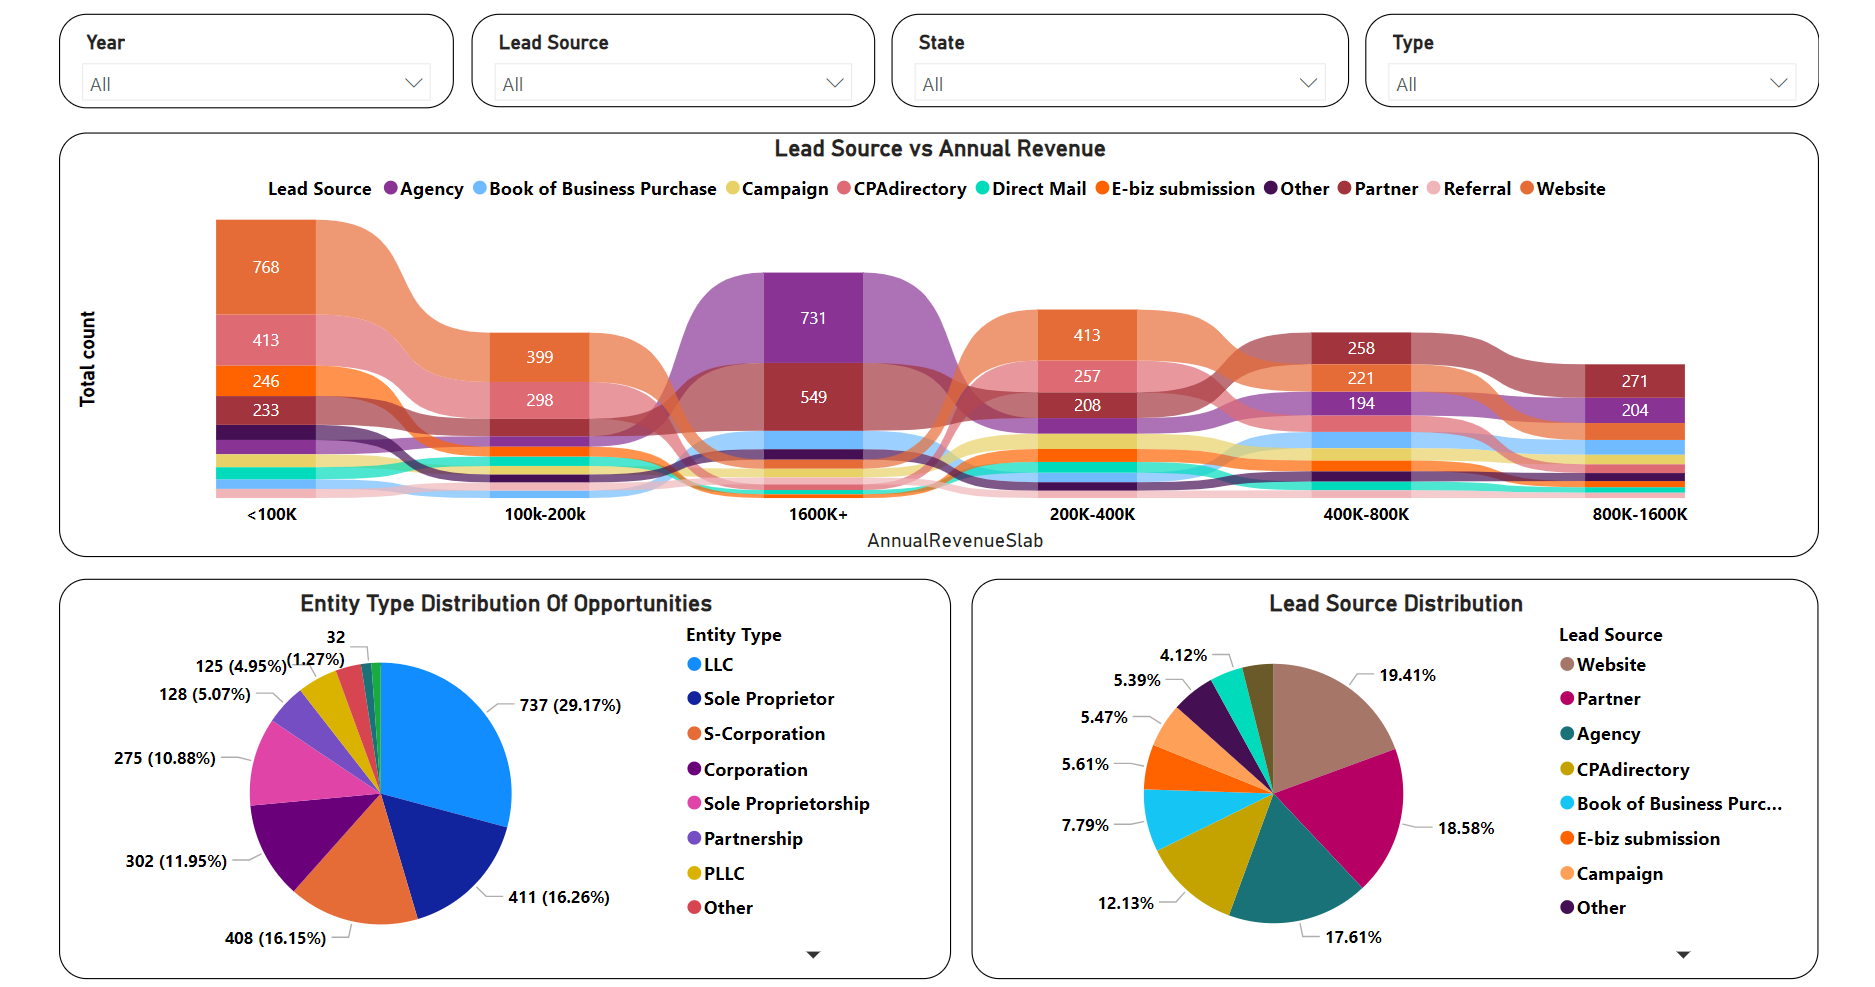 Year
All
Lead Source
All
State
All
Type
All
Lead Source vs Annual Revenue
Lead Source Agency Book of Business Purchase Campaign CPAdirectory Direct Mail E-biz submission Other Partner Referral Website
Total count
768
413
246
233
399
298
731
549
413
257
208
258
221
194
271
204
<100K 100k-200k 1600K+ 200K-400K 400K-800K 800K-1600K
AnnualRevenueSlab
Entity Type Distribution Of Opportunities
32
(1.27%)
125 (4.95%)
128 (5.07%)
275 (10.88%)
302 (11.95%)
408 (16.15%)
411 (16.26%)
737 (29.17%)
Entity Type
LLC
Sole Proprietor
S-Corporation
Corporation
Sole Proprietorship
Partnership
PLLC
Other
Lead Source Distribution
4.12%
5.39%
5.47%
5.61%
7.79%
12.13%
17.61%
18.58%
19.41%
Lead Source
Website
Partner
Agency
CPAdirectory
Book of Business Purc...
E-biz submission
Campaign
Other